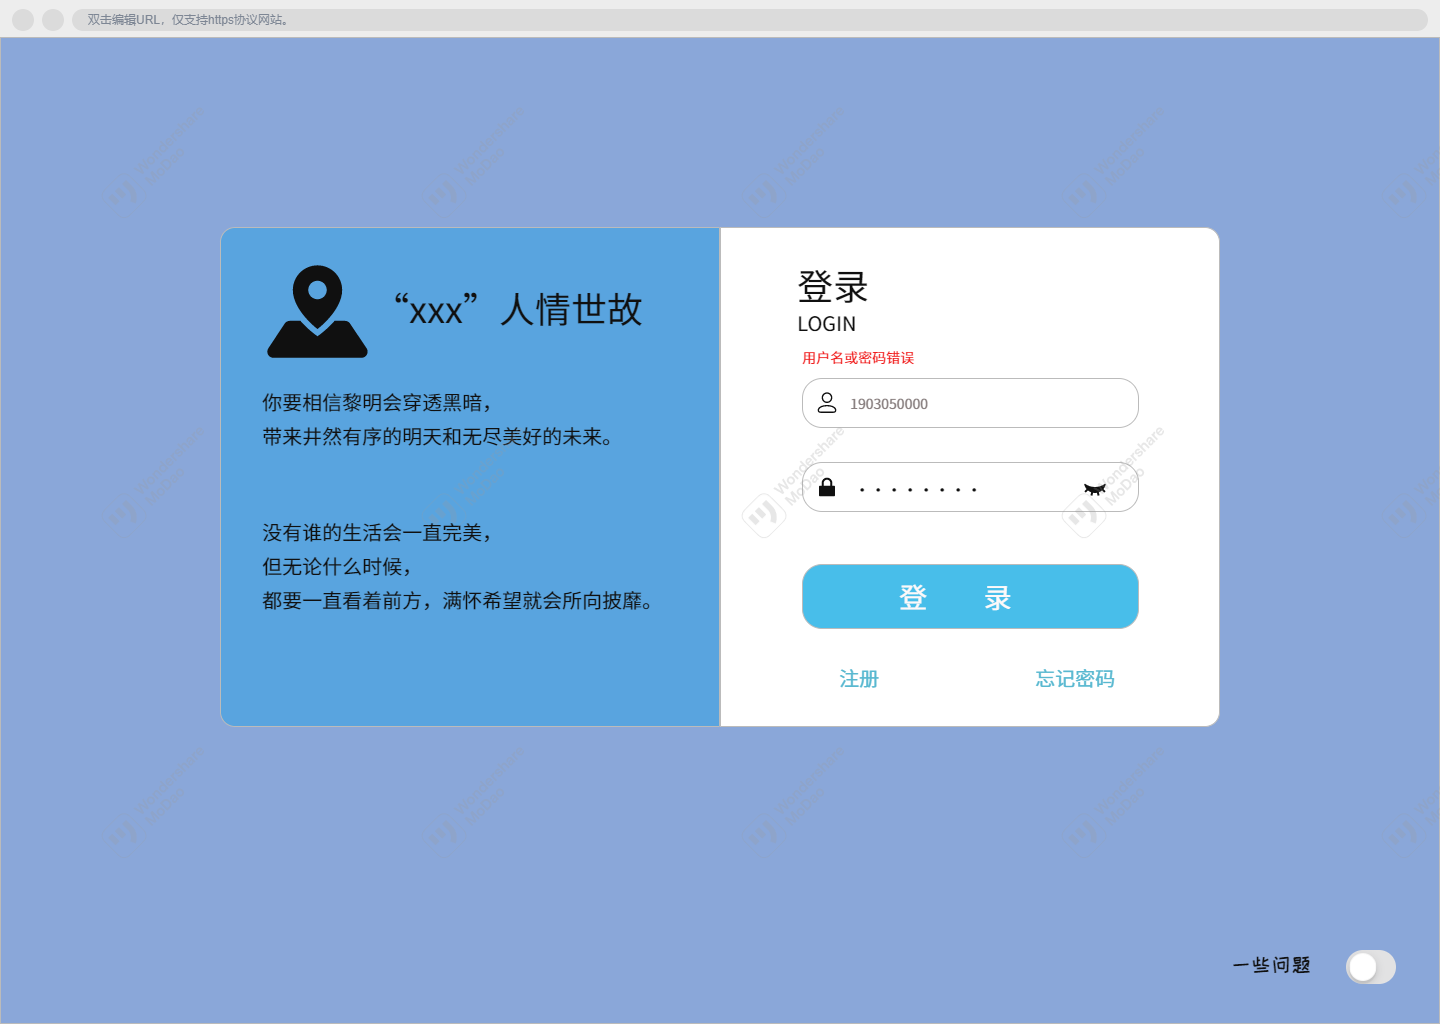 双击编辑URL，仅支持https协议网站。
“xxx”人情世故
你要相信黎明会穿透黑暗，
带来井然有序的明天和无尽美好的未来。
没有谁的生活会一直完美，
但无论什么时候，
都要一直看着前方，满怀希望就会所向披靡。
登录
LOGIN
用户名或密码错误
1903050000
登 录
注册 忘记密码
一些问题
Wondershare
MoDao
Wondershare
MoDao